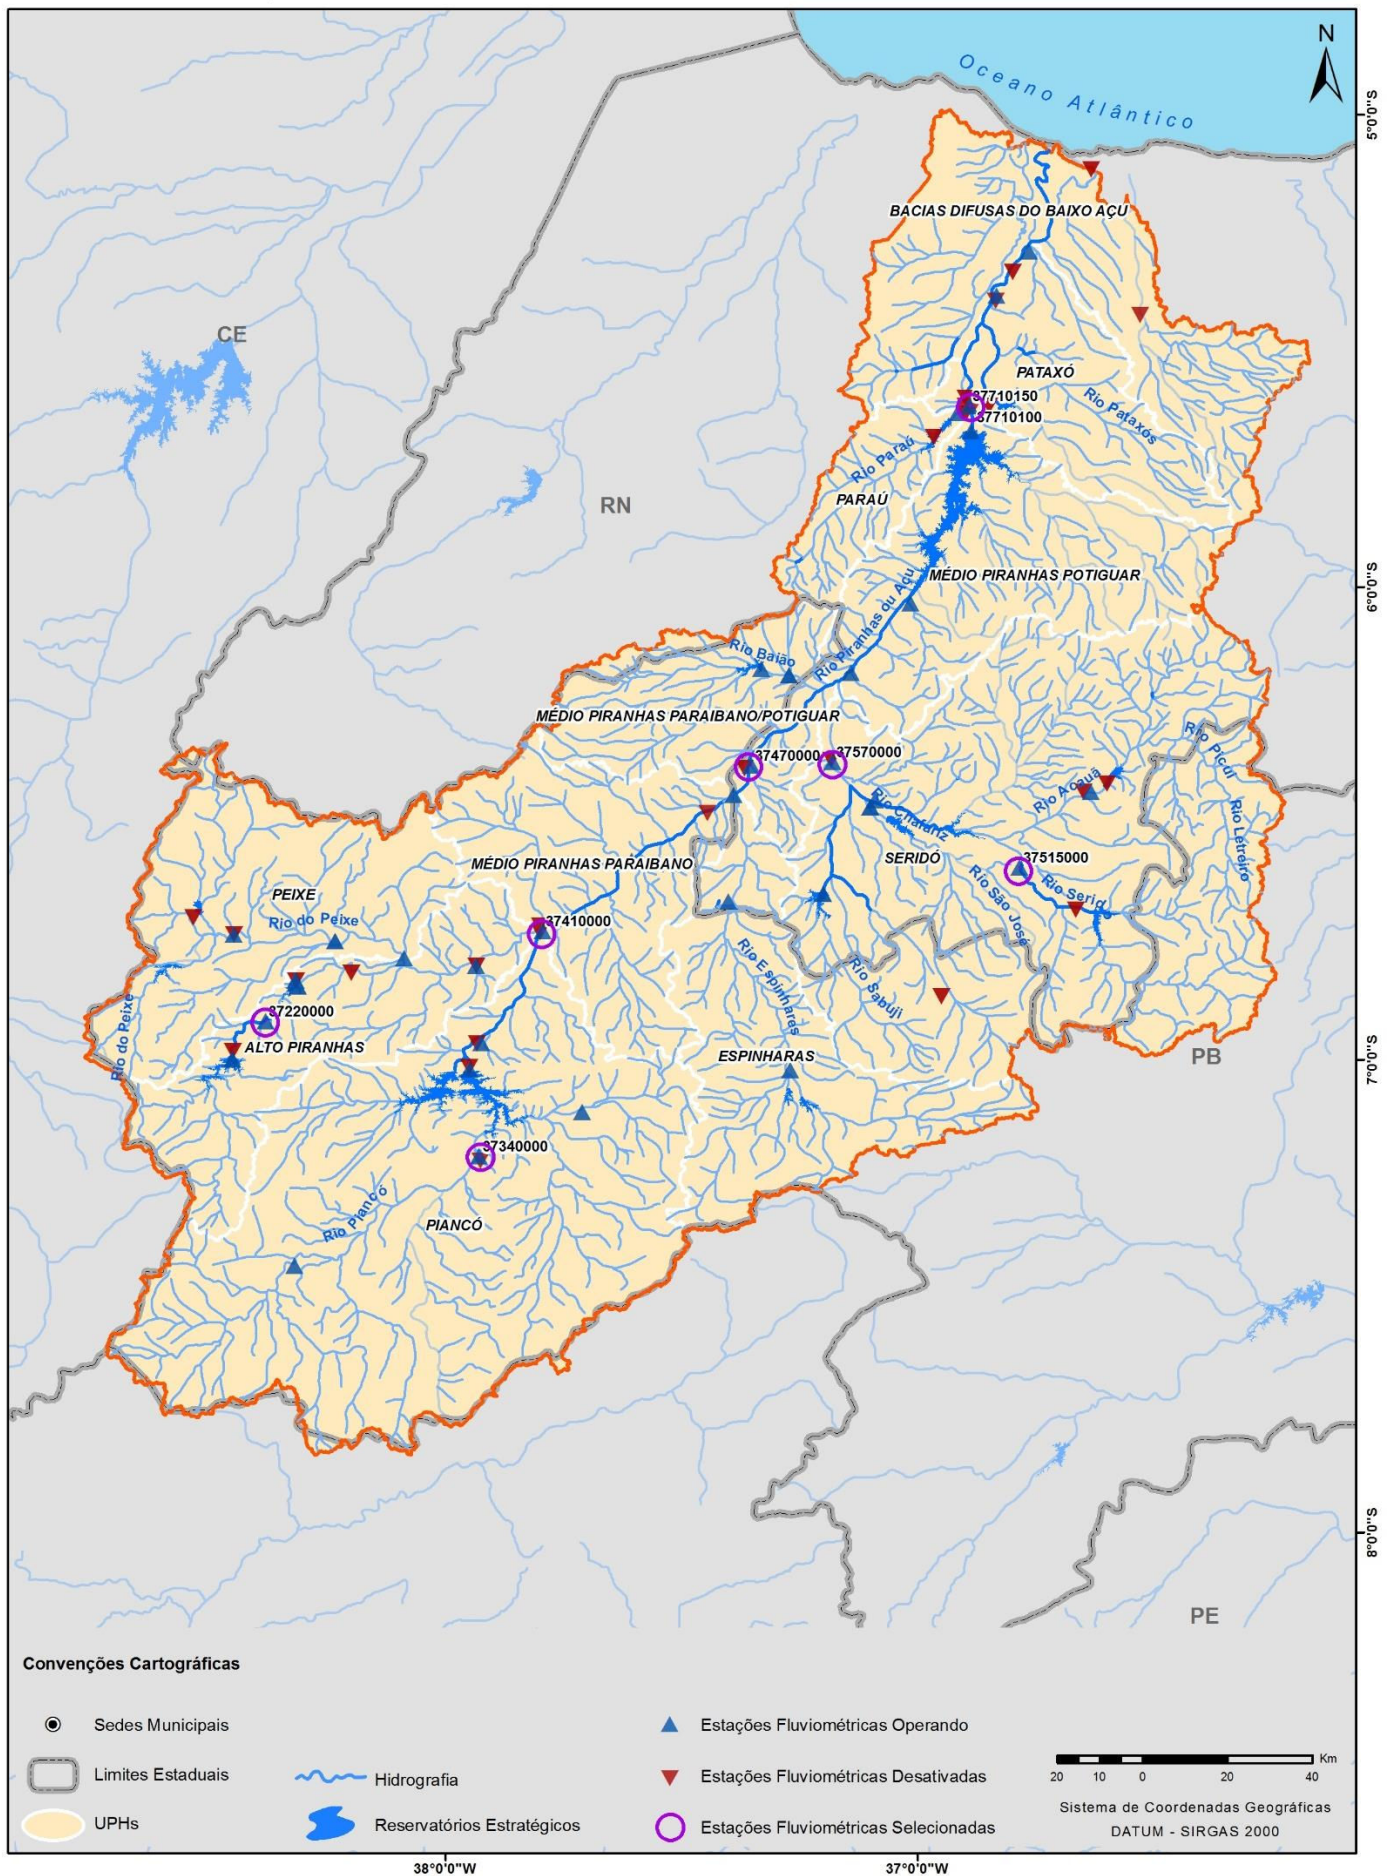 N
Oceano Atlântico
5°0'0"S
BACIAS DIFUSAS DO BAIXO AÇU
CE
PATAXÓ
37710150
Rio Pataxós
37710100
Rio Paraú
PARAÚ
RN
MÉDIO PIRANHAS POTIGUAR
6°0'0"S
Rio Piranhas ou Açu
Rio Baião
MÉDIO PIRANHAS PARAIBANO/POTIGUAR
Rio Picuí
37470000
37570000
Rio Acauã
Rio Chafariz
Rio Letreiro
MÉDIO PIRANHAS PARAIBANO
SERIDÓ
37515000
PEIXE
Rio Seridó
Rio do Peixe
37410000
Rio São José
Rio Espinhares
Rio Sabuji
37220000
Rio do Peixe
ALTO PIRANHAS
ESPINHARAS
PB
7°0'0"S
37340000
Rio Piancó
PIANCÓ
8°0'0"S
PE
Convenções Cartográficas
Sedes Municipais
Limites Estaduais
UPHs
Hidrografia
Reservatórios Estratégicos
Estações Fluviométricas Operando
Estações Fluviométricas Desativadas
Estações Fluviométricas Selecionadas
Km
20 10 0 20 40
Sistema de Coordenadas Geográficas
DATUM - SIRGAS 2000
38°0'0"W
37°0'0"W